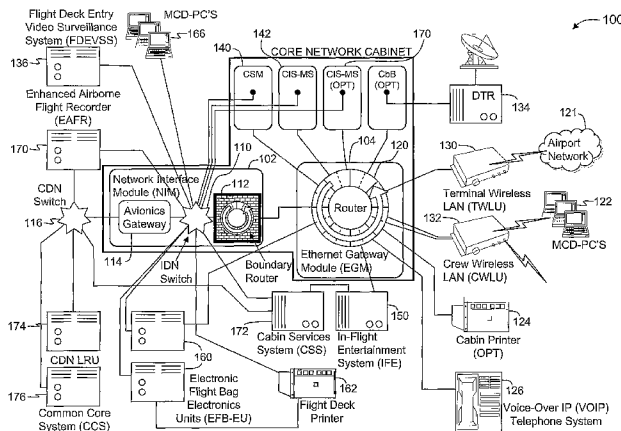 Flight Deck Entry
Video Surveillance
System (FDEVSS)
MCD-PC'S
166
136
Enhanced Airborne
Flight Recorder
(EAFR)
170
CDN
Switch
116
174
CDN LRU
176
Common Core
System (CCS)
140
142
CORE NETWORK CABINET
170
CSM
CIS-MS
CIS-MS
(OPT)
CbB
(OPT)
110
102
Network Interface
Module (NIM)
112
Avionics
Gateway
114
IDN
Switch
Boundary
Router
104
120
Router
Ethernet Gateway
Module (EGM)
100
DTR
134
121
Airport
Network
130
Terminal Wireless
LAN (TWLU)
132
122
MCD-PC'S
Crew Wireless
LAN (CWLU)
124
Cabin Printer
(OPT)
126
Voice-Over IP (VOIP)
Telephone System
150
172
Cabin Services
System (CSS)
In-Flight
Entertainment
System (IFE)
160
Electronic
Flight Bag
Electronics
Units (EFB-EU)
162
Flight Deck
Printer